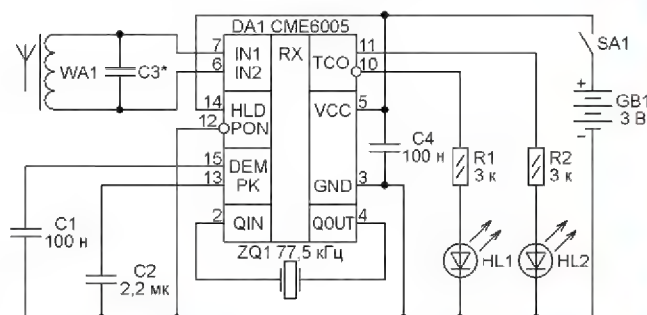 DA1 CME6005
7 IN1 RX 11
6 IN2 TCO 10
WA1 C3*
SA1
14 HLD VCC 5
12 PON
GB1
3 В
+
−
C4
100 н
R1
3 к
R2
3 к
15 DEM
13 PK GND 3
C1
100 н
2 QIN QOUT 4
C2
2,2 мк
ZQ1 77,5 кГц
HL1 HL2